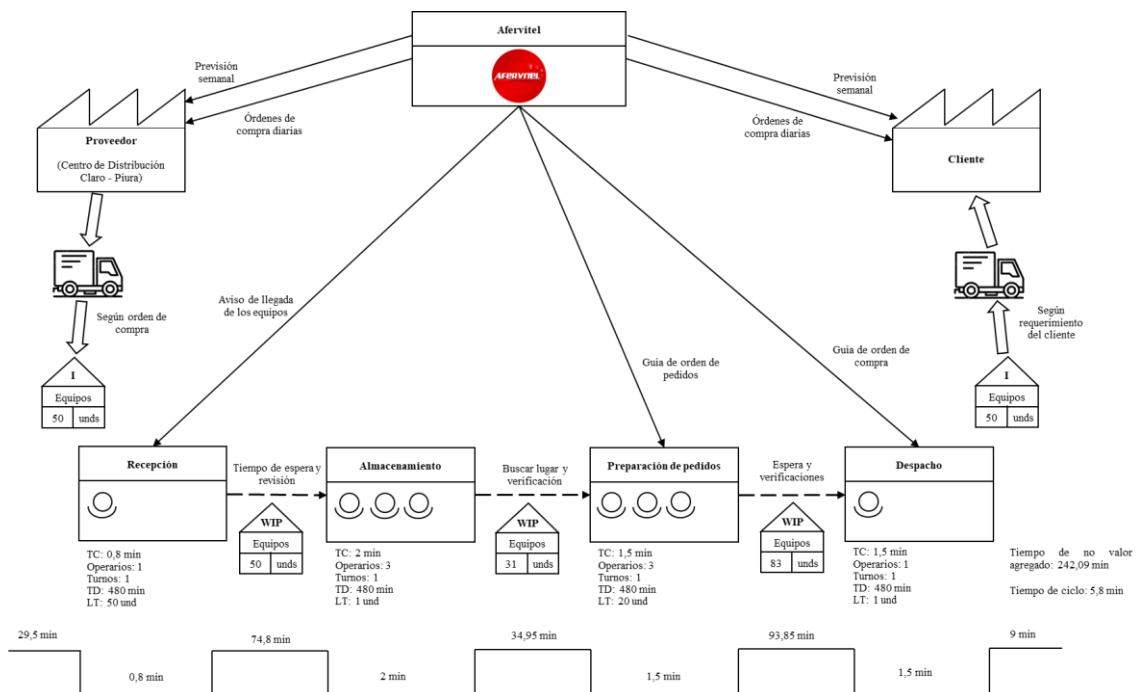 Afervitel
AFERVITEL
Previsión
semanal
Órdenes de
compra diarias
Proveedor
(Centro de Distribución
Claro - Piura)
Previsión
semanal
Órdenes de
compra diarias
Cliente
Según orden de
compra
Aviso de llegada
de los equipos
Guia de orden de
pedidos
Guia de orden de
compra
Según
requerimiento
del cliente
I
Equipos
50 unds
I
Equipos
50 unds
Recepción
Tiempo de espera y
revisión
Almacenamiento
Buscar lugar y
verificación
Preparación de pedidos
Espera y
verificaciones
Despacho
WIP
Equipos
50 unds
WIP
Equipos
31 unds
WIP
Equipos
83 unds
TC: 0,8 min
Operarios: 1
Turnos: 1
TD: 480 min
LT: 50 und
TC: 2 min
Operarios: 3
Turnos: 1
TD: 480 min
LT: 1 und
TC: 1,5 min
Operarios: 3
Turnos: 1
TD: 480 min
LT: 20 und
TC: 1,5 min
Operarios: 1
Turnos: 1
TD: 480 min
LT: 1 und
Tiempo de no valor
agregado: 242,09 min
Tiempo de ciclo: 5,8 min
29,5 min
74,8 min
34,95 min
93,85 min
9 min
0,8 min
2 min
1,5 min
1,5 min